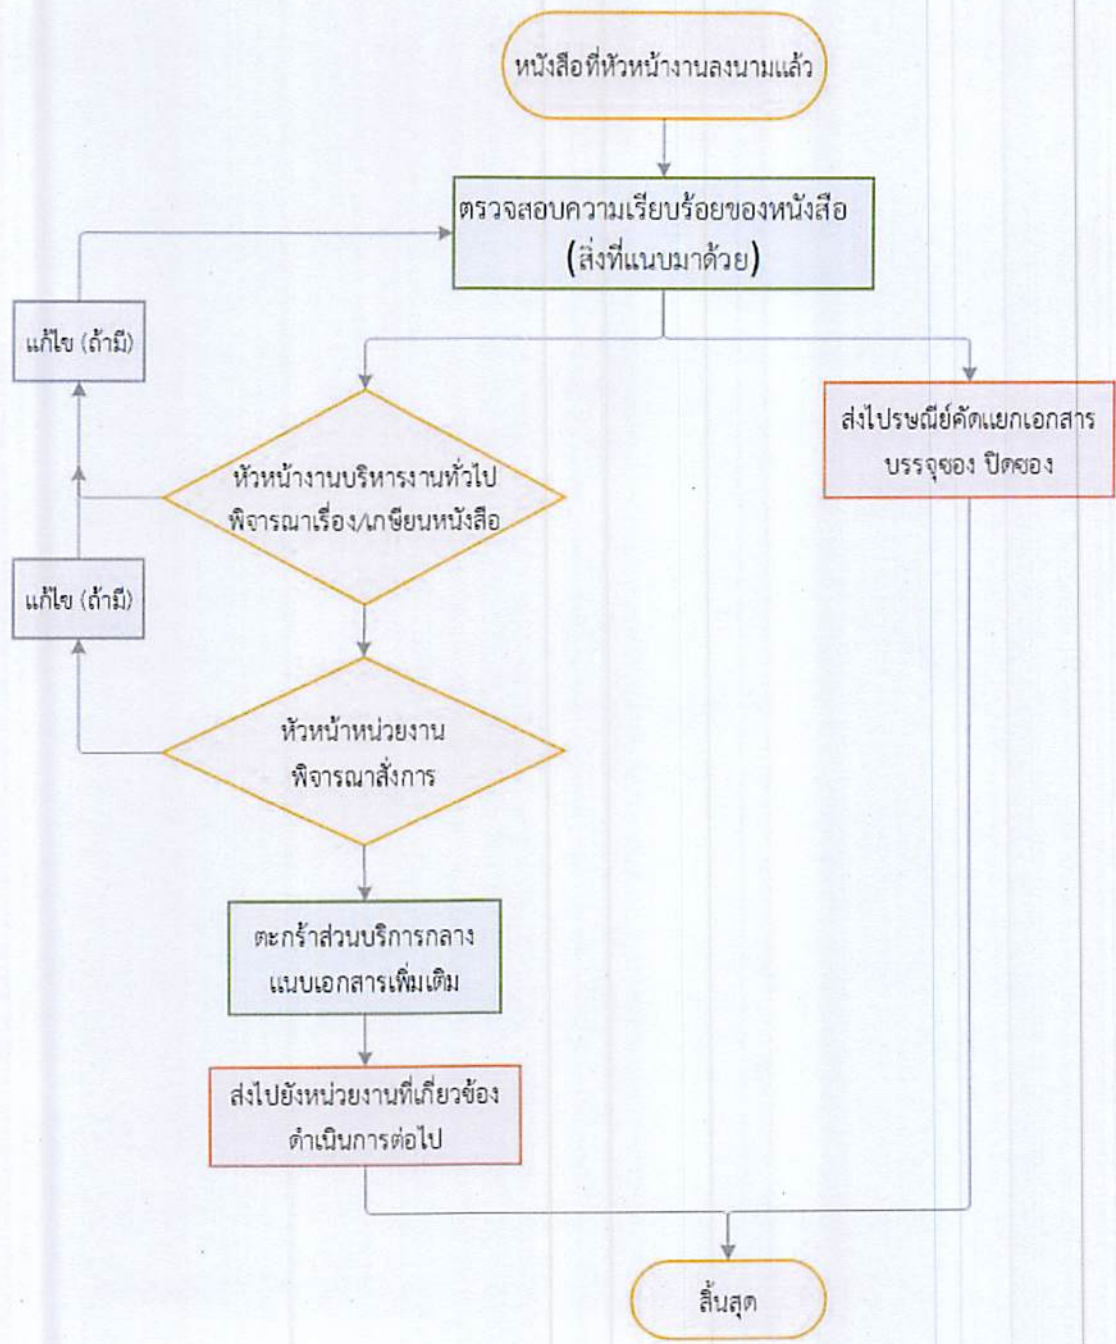 หนังสือที่หัวหน้างานลงนามแล้ว
ตรวจสอบความเรียบร้อยของหนังสือ
(สิ่งที่แนบมาด้วย)
แก้ไข (ถ้ามี)
ส่งไปรษณีย์คัดแยกเอกสาร
บรรจุซอง ปิดซอง
หัวหน้างานบริหารงานทั่วไป
พิจารณาเรื่อง/เกษียนหนังสือ
แก้ไข (ถ้ามี)
หัวหน้าหน่วยงาน
พิจารณาสั่งการ
ตะกร้าส่วนบริการกลาง
แนบเอกสารเพิ่มเติม
ส่งไปยังหน่วยงานที่เกี่ยวข้อง
ดำเนินการต่อไป
สิ้นสุด